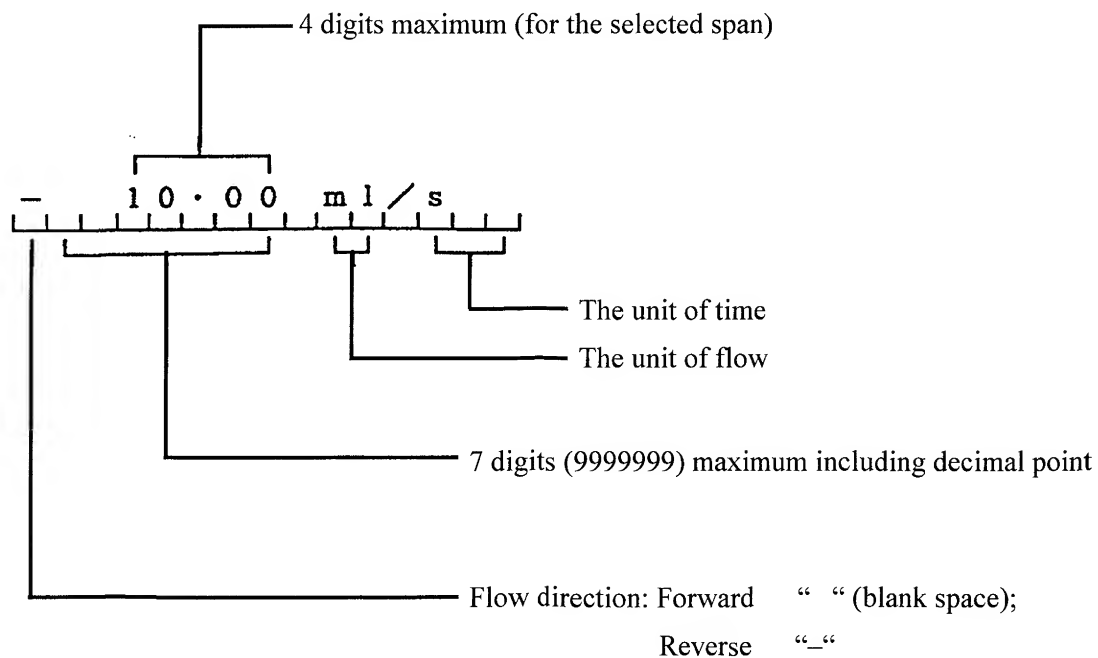 4 digits maximum (for the selected span)
– 10·00 ml/s
The unit of time
The unit of flow
7 digits (9999999) maximum including decimal point
Flow direction: Forward “ “ (blank space);
Reverse “–“